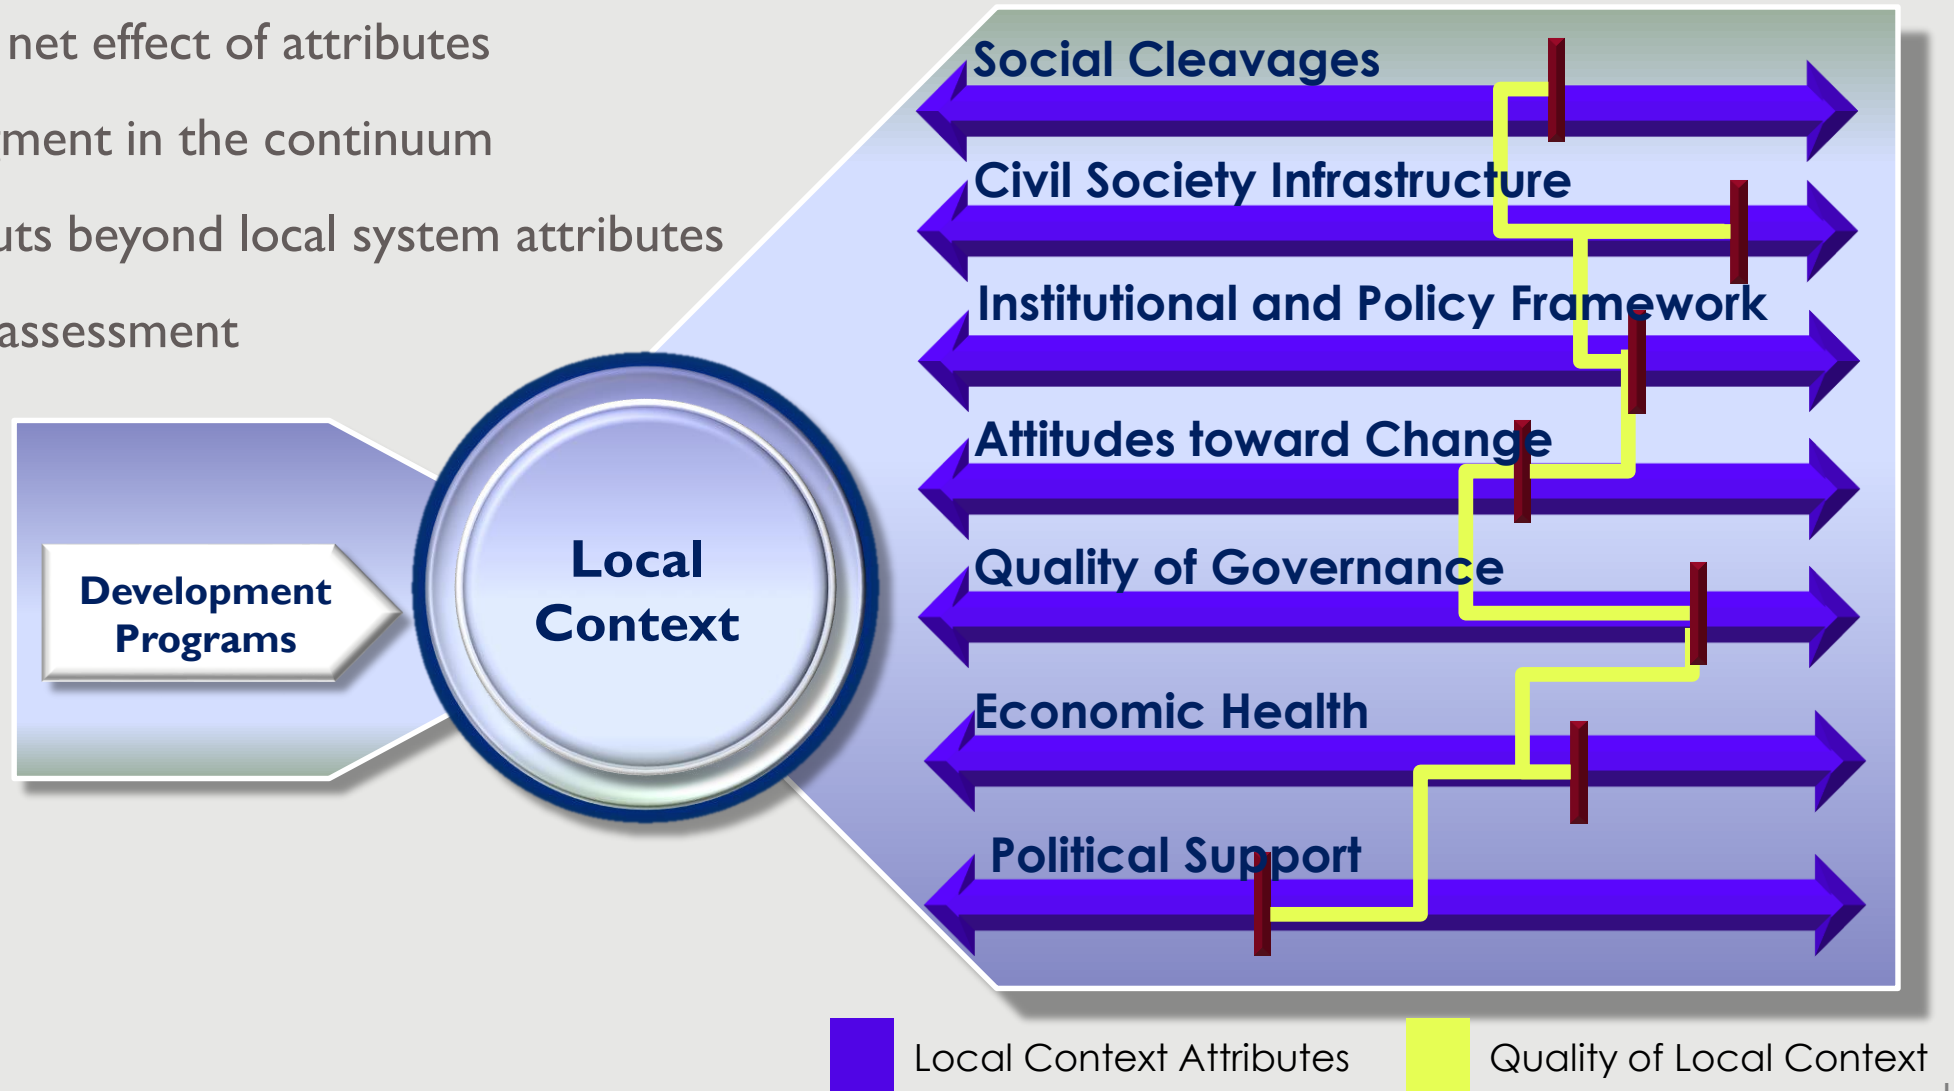 net effect of attributes
ment in the continuum
uts beyond local system attributes
assessment
Social Cleavages
Civil Society Infrastructure
Institutional and Policy Framework
Attitudes toward Change
Quality of Governance
Economic Health
Political Support
Local
Context
Development
Programs
Local Context Attributes
Quality of Local Context